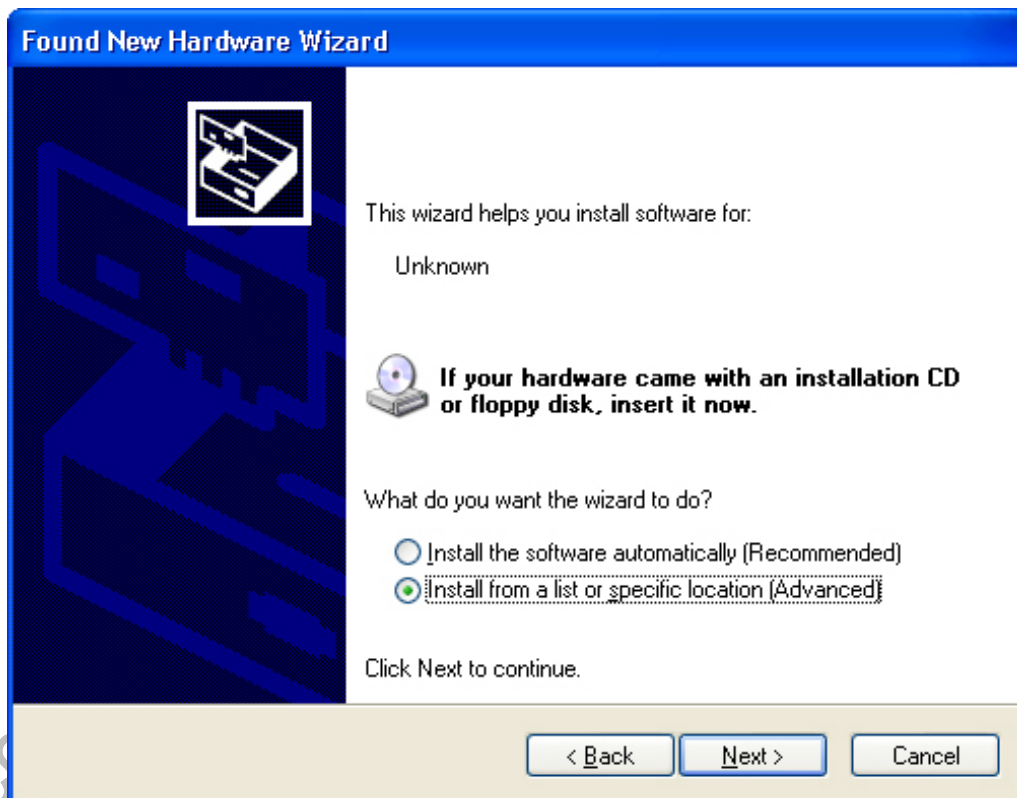 Found New Hardware Wizard
This wizard helps you install software for:
Unknown
If your hardware came with an installation CD
or floppy disk, insert it now.
What do you want the wizard to do?
Install the software automatically (Recommended)
Install from a list or specific location (Advanced)
Click Next to continue.
< Back
Next >
Cancel